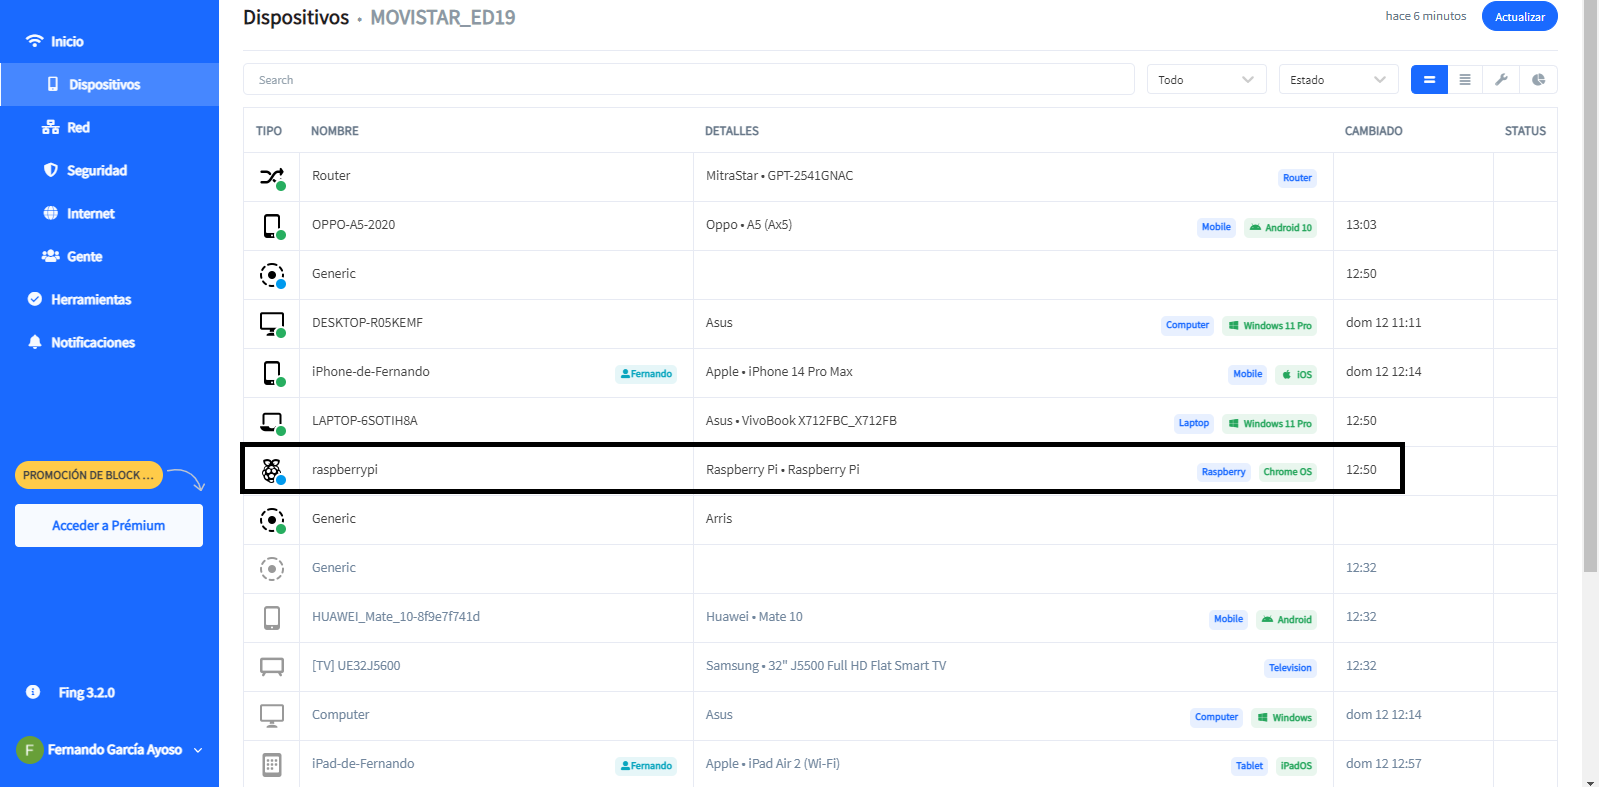 Inicio
Dispositivos
Red
Seguridad
Internet
Gente
Herramientas
Notificaciones
PROMOCIÓN DE BLOCK ...
Acceder a Prémium
Fing 3.2.0
F Fernando García Ayoso
Dispositivos • MOVISTAR_ED19
hace 6 minutos Actualizar
Search Todo Estado
TIPO NOMBRE DETALLES CAMBIADO STATUS
Router MitraStar • GPT-2541GNAC Router
OPPO-A5-2020 Oppo • A5 (Ax5) Mobile Android 10 13:03
Generic 12:50
DESKTOP-R05KEMF Asus Computer Windows 11 Pro dom 12 11:11
iPhone-de-Fernando Fernando Apple • iPhone 14 Pro Max Mobile iOS dom 12 12:14
LAPTOP-6SOTIH8A Asus • VivoBook X712FBC_X712FB Laptop Windows 11 Pro 12:50
raspberrypi Raspberry Pi • Raspberry Pi Raspberry Chrome OS 12:50
Generic Arris
Generic 12:32
HUAWEI_Mate_10-8f9e7f741d Huawei • Mate 10 Mobile Android 12:32
[TV] UE32J5600 Samsung • 32" J5500 Full HD Flat Smart TV Television 12:32
Computer Asus Computer Windows dom 12 12:14
iPad-de-Fernando Fernando Apple • iPad Air 2 (Wi-Fi) Tablet iPadOS dom 12 12:57